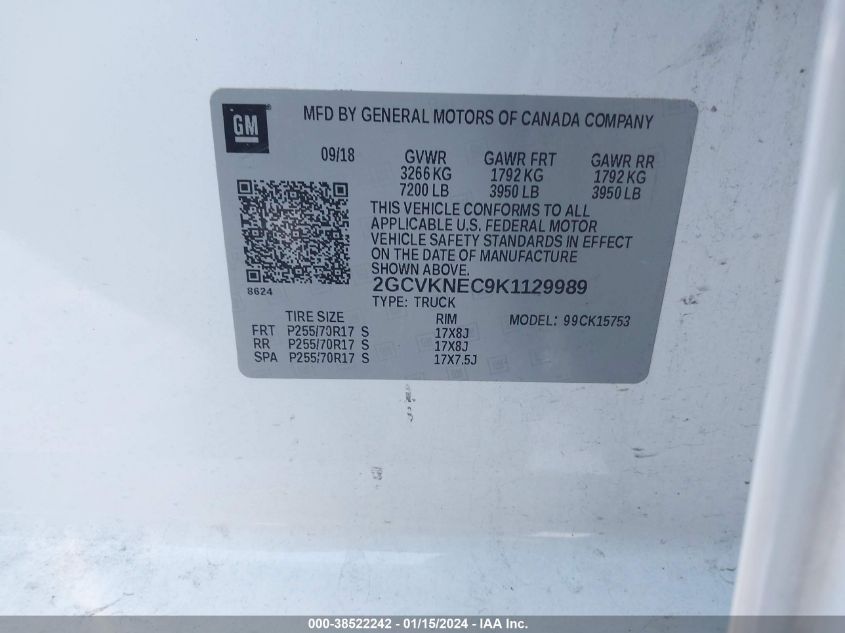 GM
MFD BY GENERAL MOTORS OF CANADA COMPANY
09/18 GVWR GAWR FRT GAWR RR
3266 KG 1792 KG 1792 KG
7200 LB 3950 LB 3950 LB
THIS VEHICLE CONFORMS TO ALL
APPLICABLE U.S. FEDERAL MOTOR
VEHICLE SAFETY STANDARDS IN EFFECT
ON THE DATE OF MANUFACTURE
SHOWN ABOVE.
8624
2GCVKNEC9K1129989
TYPE: TRUCK
TIRE SIZE RIM MODEL: 99CK15753
FRT P255/70R17 S 17X8J
RR P255/70R17 S 17X8J
SPA P255/70R17 S 17X7.5J
000-38522242 - 01/15/2024 - IAA Inc.